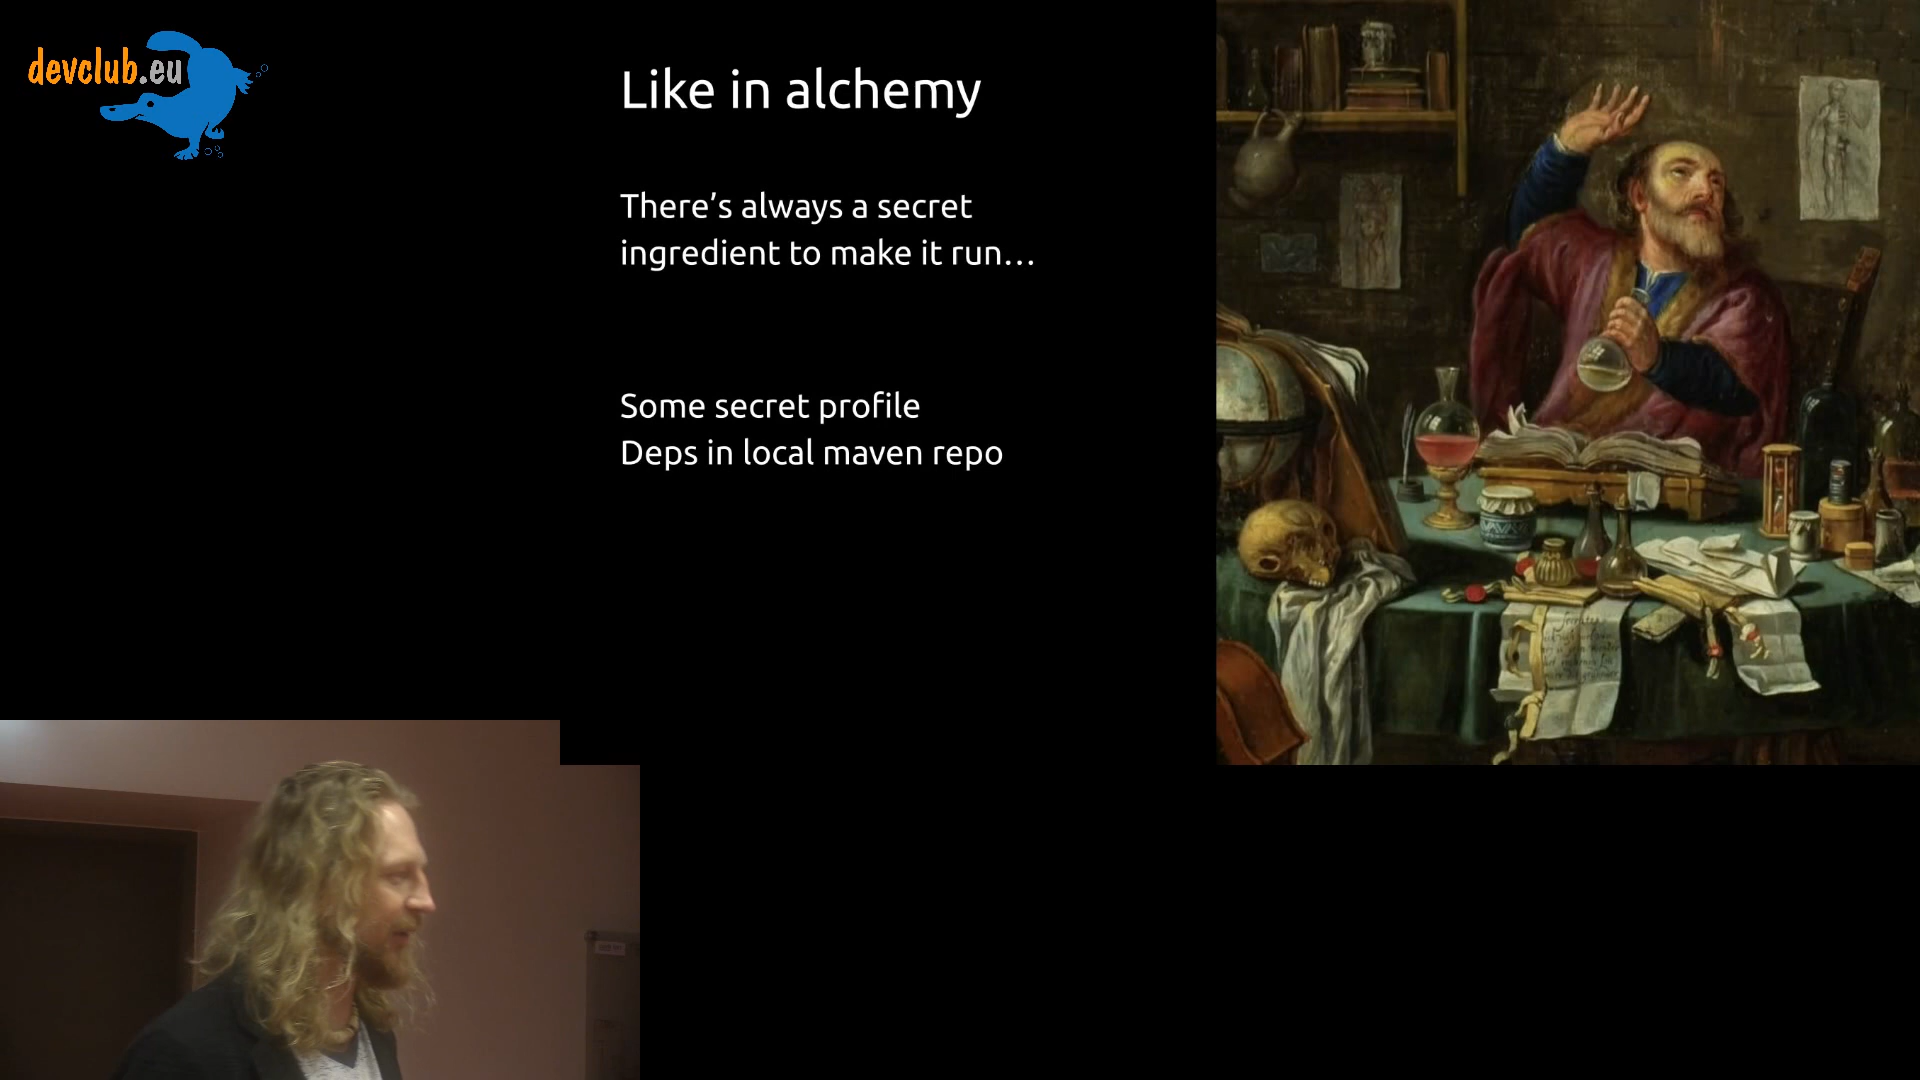 devclub.eu
Like in alchemy
There's always a secret
ingredient to make it run...
Some secret profile
Deps in local maven repo